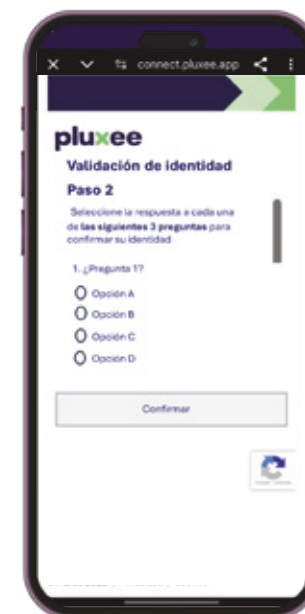 connect.pluxee.app
pluxee
Validación de identidad
Paso 2
Seleccione la respuesta a cada una
de las siguientes 3 preguntas para
confirmar su identidad
1. ¿Pregunta 1?
Opción A
Opción B
Opción C
Opción D
Confirmar